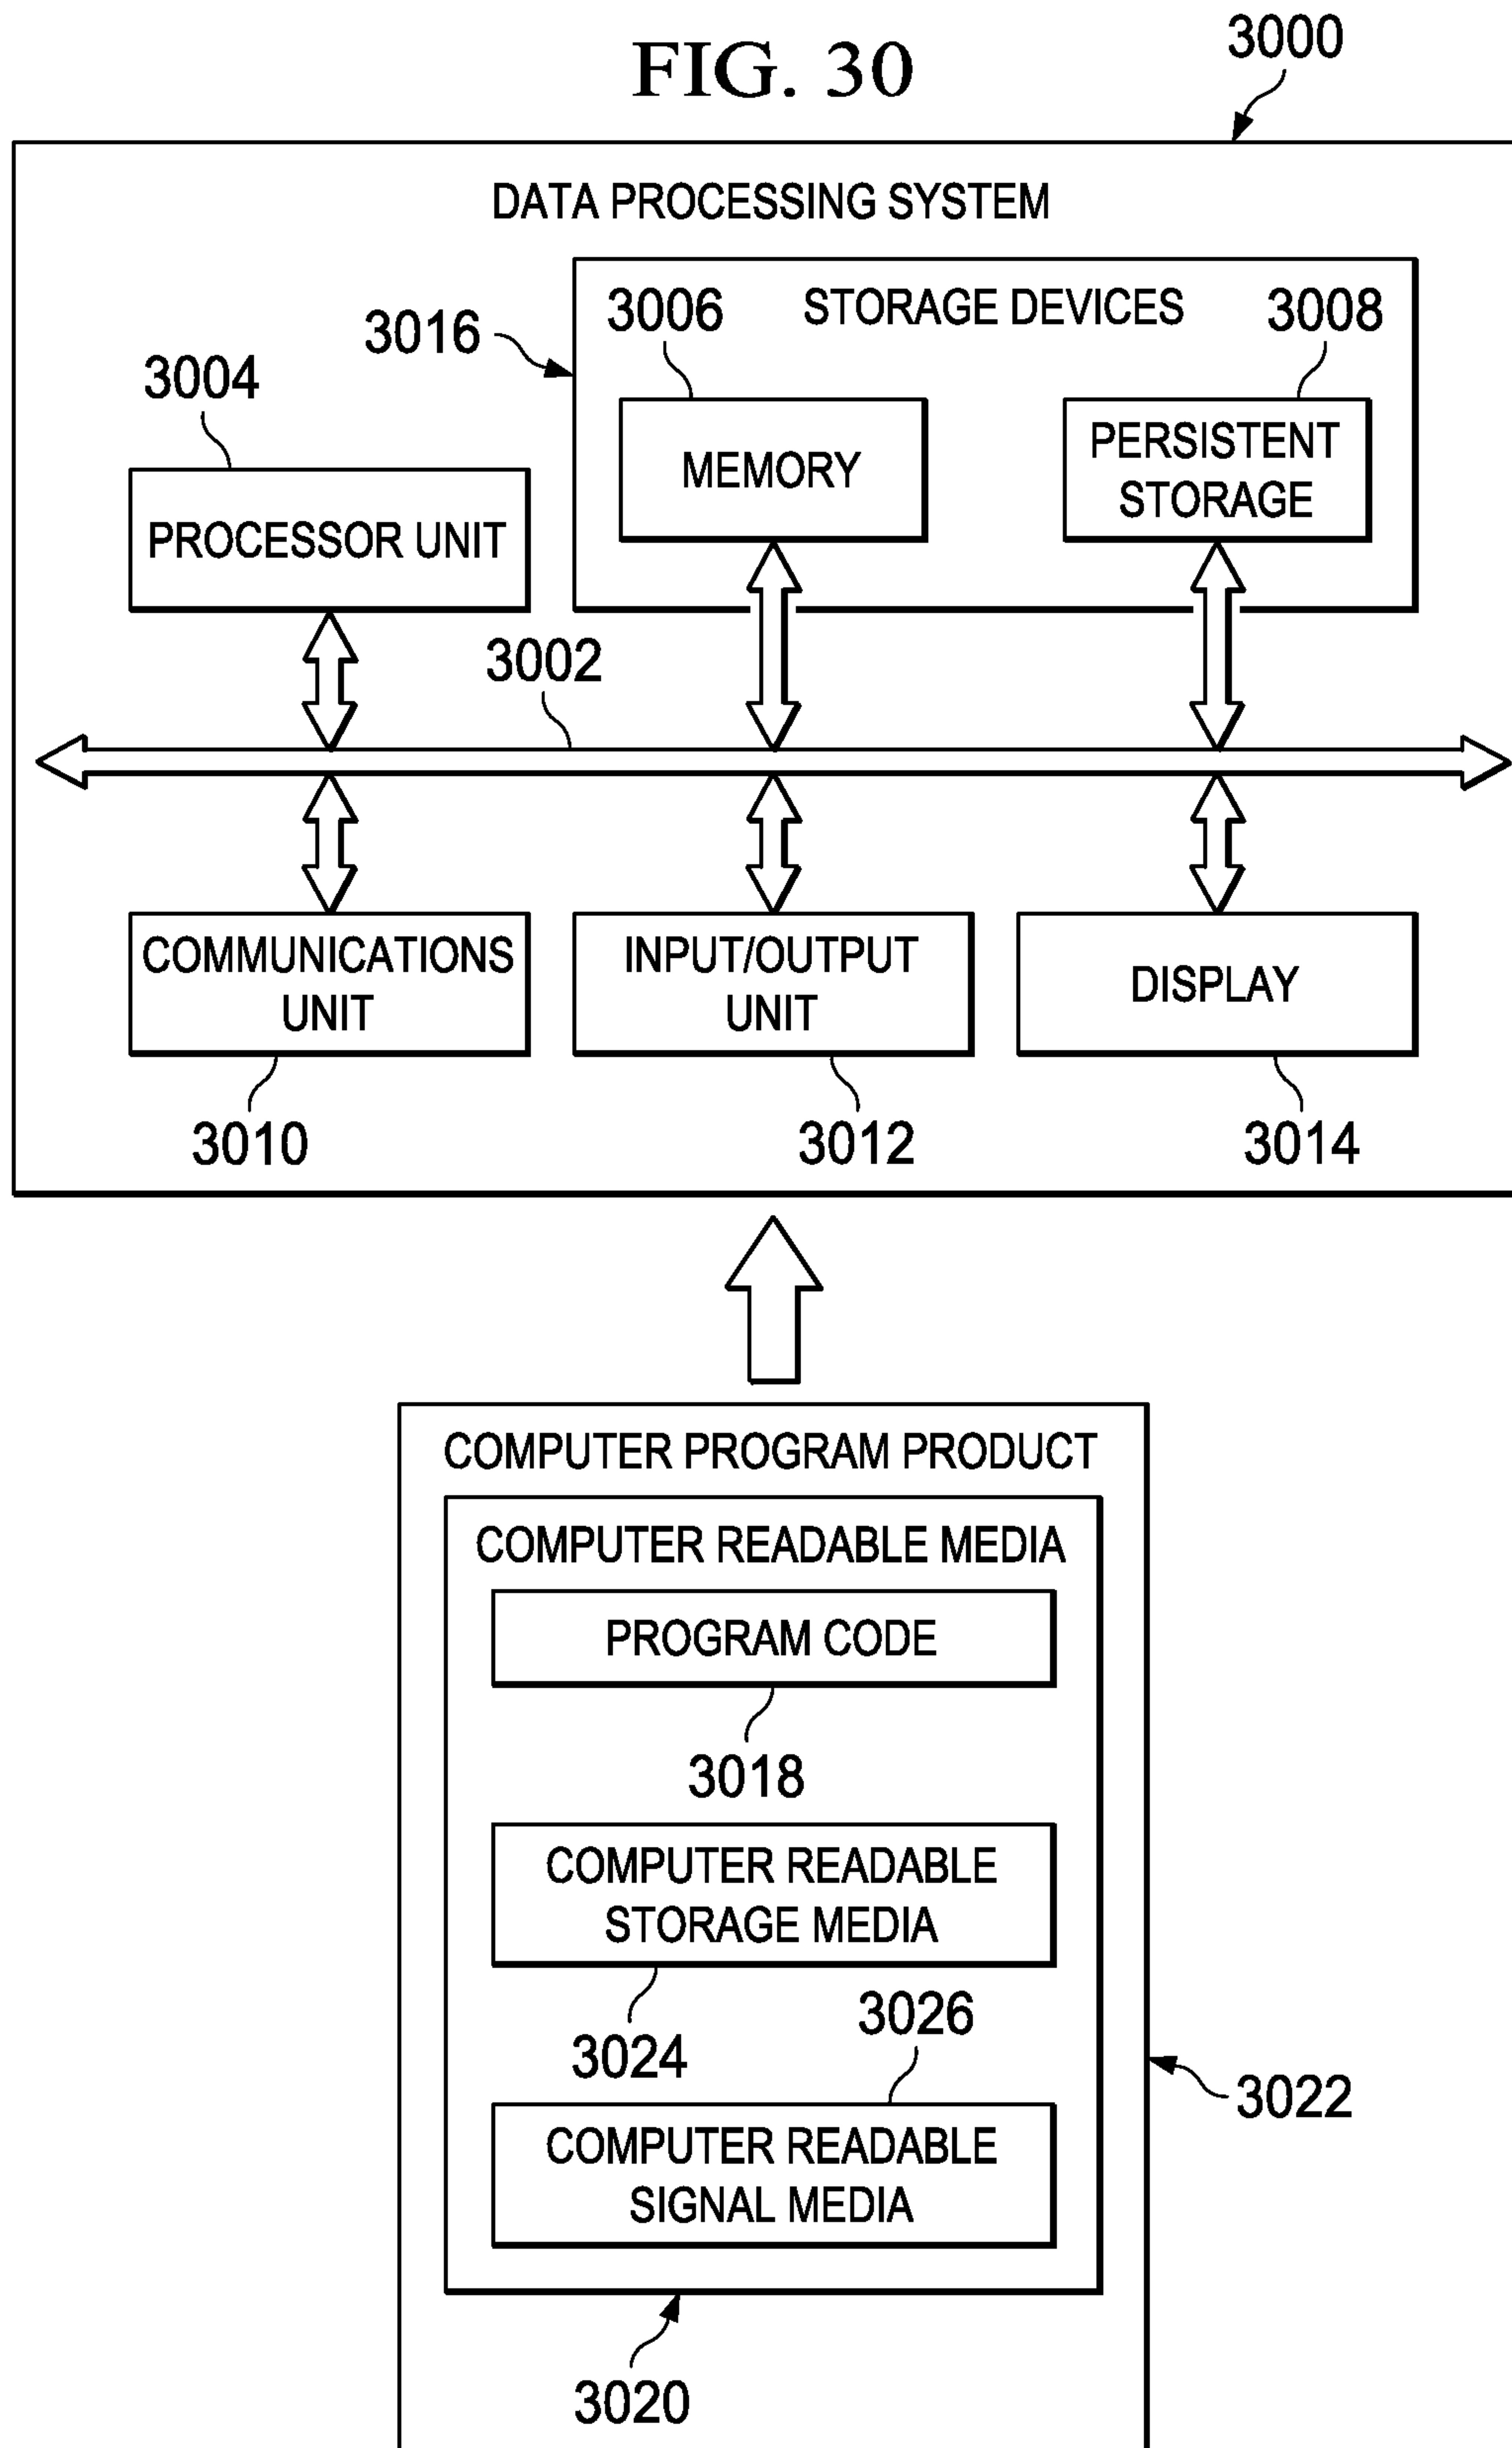 FIG. 30
3000
DATA PROCESSING SYSTEM
3016
3006
STORAGE DEVICES
3008
3004
MEMORY
PERSISTENT
STORAGE
PROCESSOR UNIT
3002
COMMUNICATIONS
UNIT
INPUT/OUTPUT
UNIT
DISPLAY
3010
3012
3014
COMPUTER PROGRAM PRODUCT
COMPUTER READABLE MEDIA
PROGRAM CODE
3018
COMPUTER READABLE
STORAGE MEDIA
3024
3026
COMPUTER READABLE
SIGNAL MEDIA
3022
3020